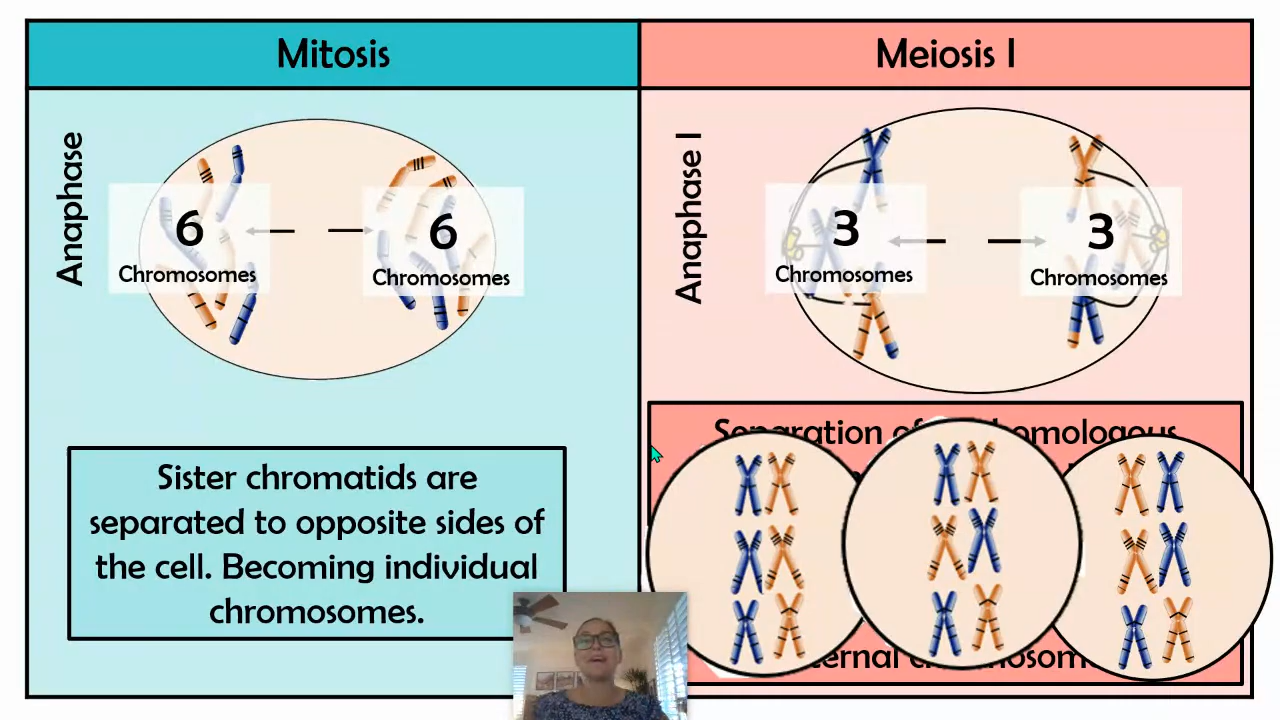 Mitosis
Meiosis I
Anaphase
6
Chromosomes
6
Chromosomes
Sister chromatids are
separated to opposite sides of
the cell. Becoming individual
chromosomes.
Anaphase I
3
Chromosomes
3
Chromosomes